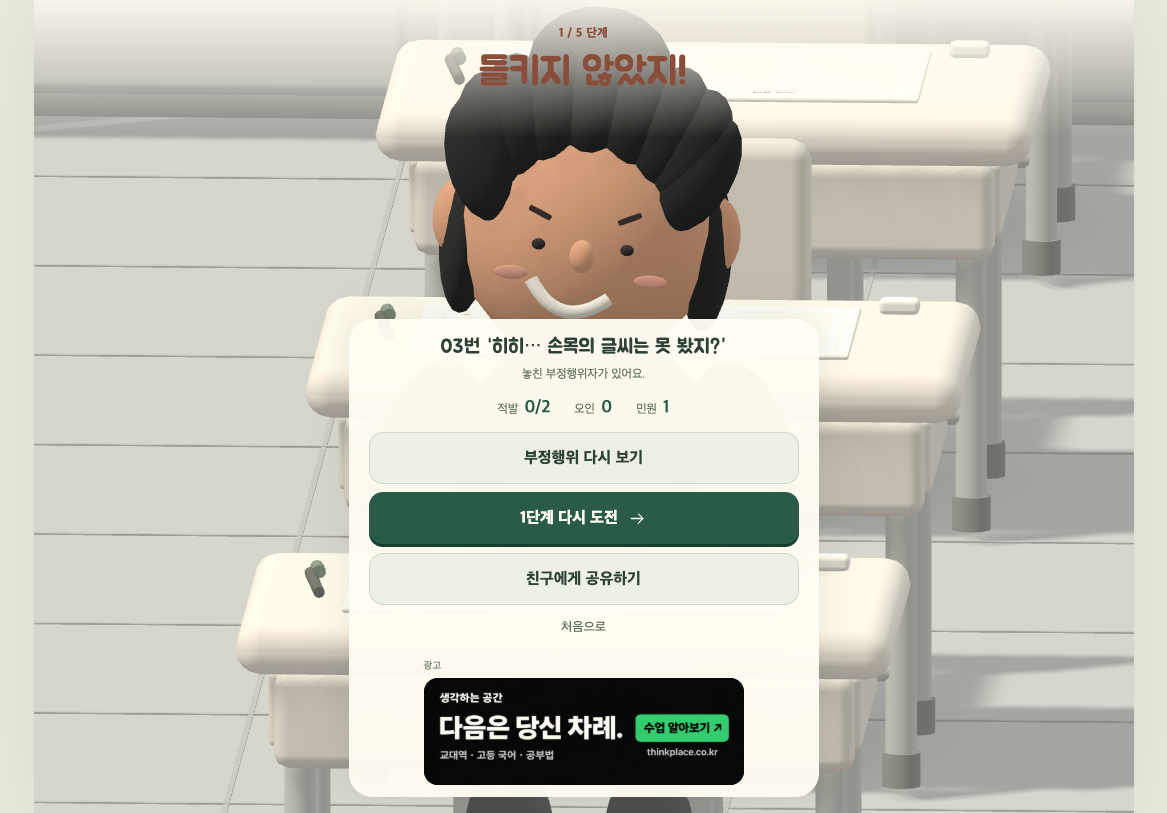 1 / 5 단계
들키지 않았지!
03번 ‘히히··· 손목의 글씨는 못 봤지?’
놓친 부정행위자가 있어요.
적발 0/2 오인 0 민원 1
부정행위 다시 보기
1단계 다시 도전 →
친구에게 공유하기
처음으로
광고
생각하는 공간
다음은 당신 차례.
수업 알아보기 ↗
교대역 · 고등 국어 · 공부법
thinkplace.co.kr